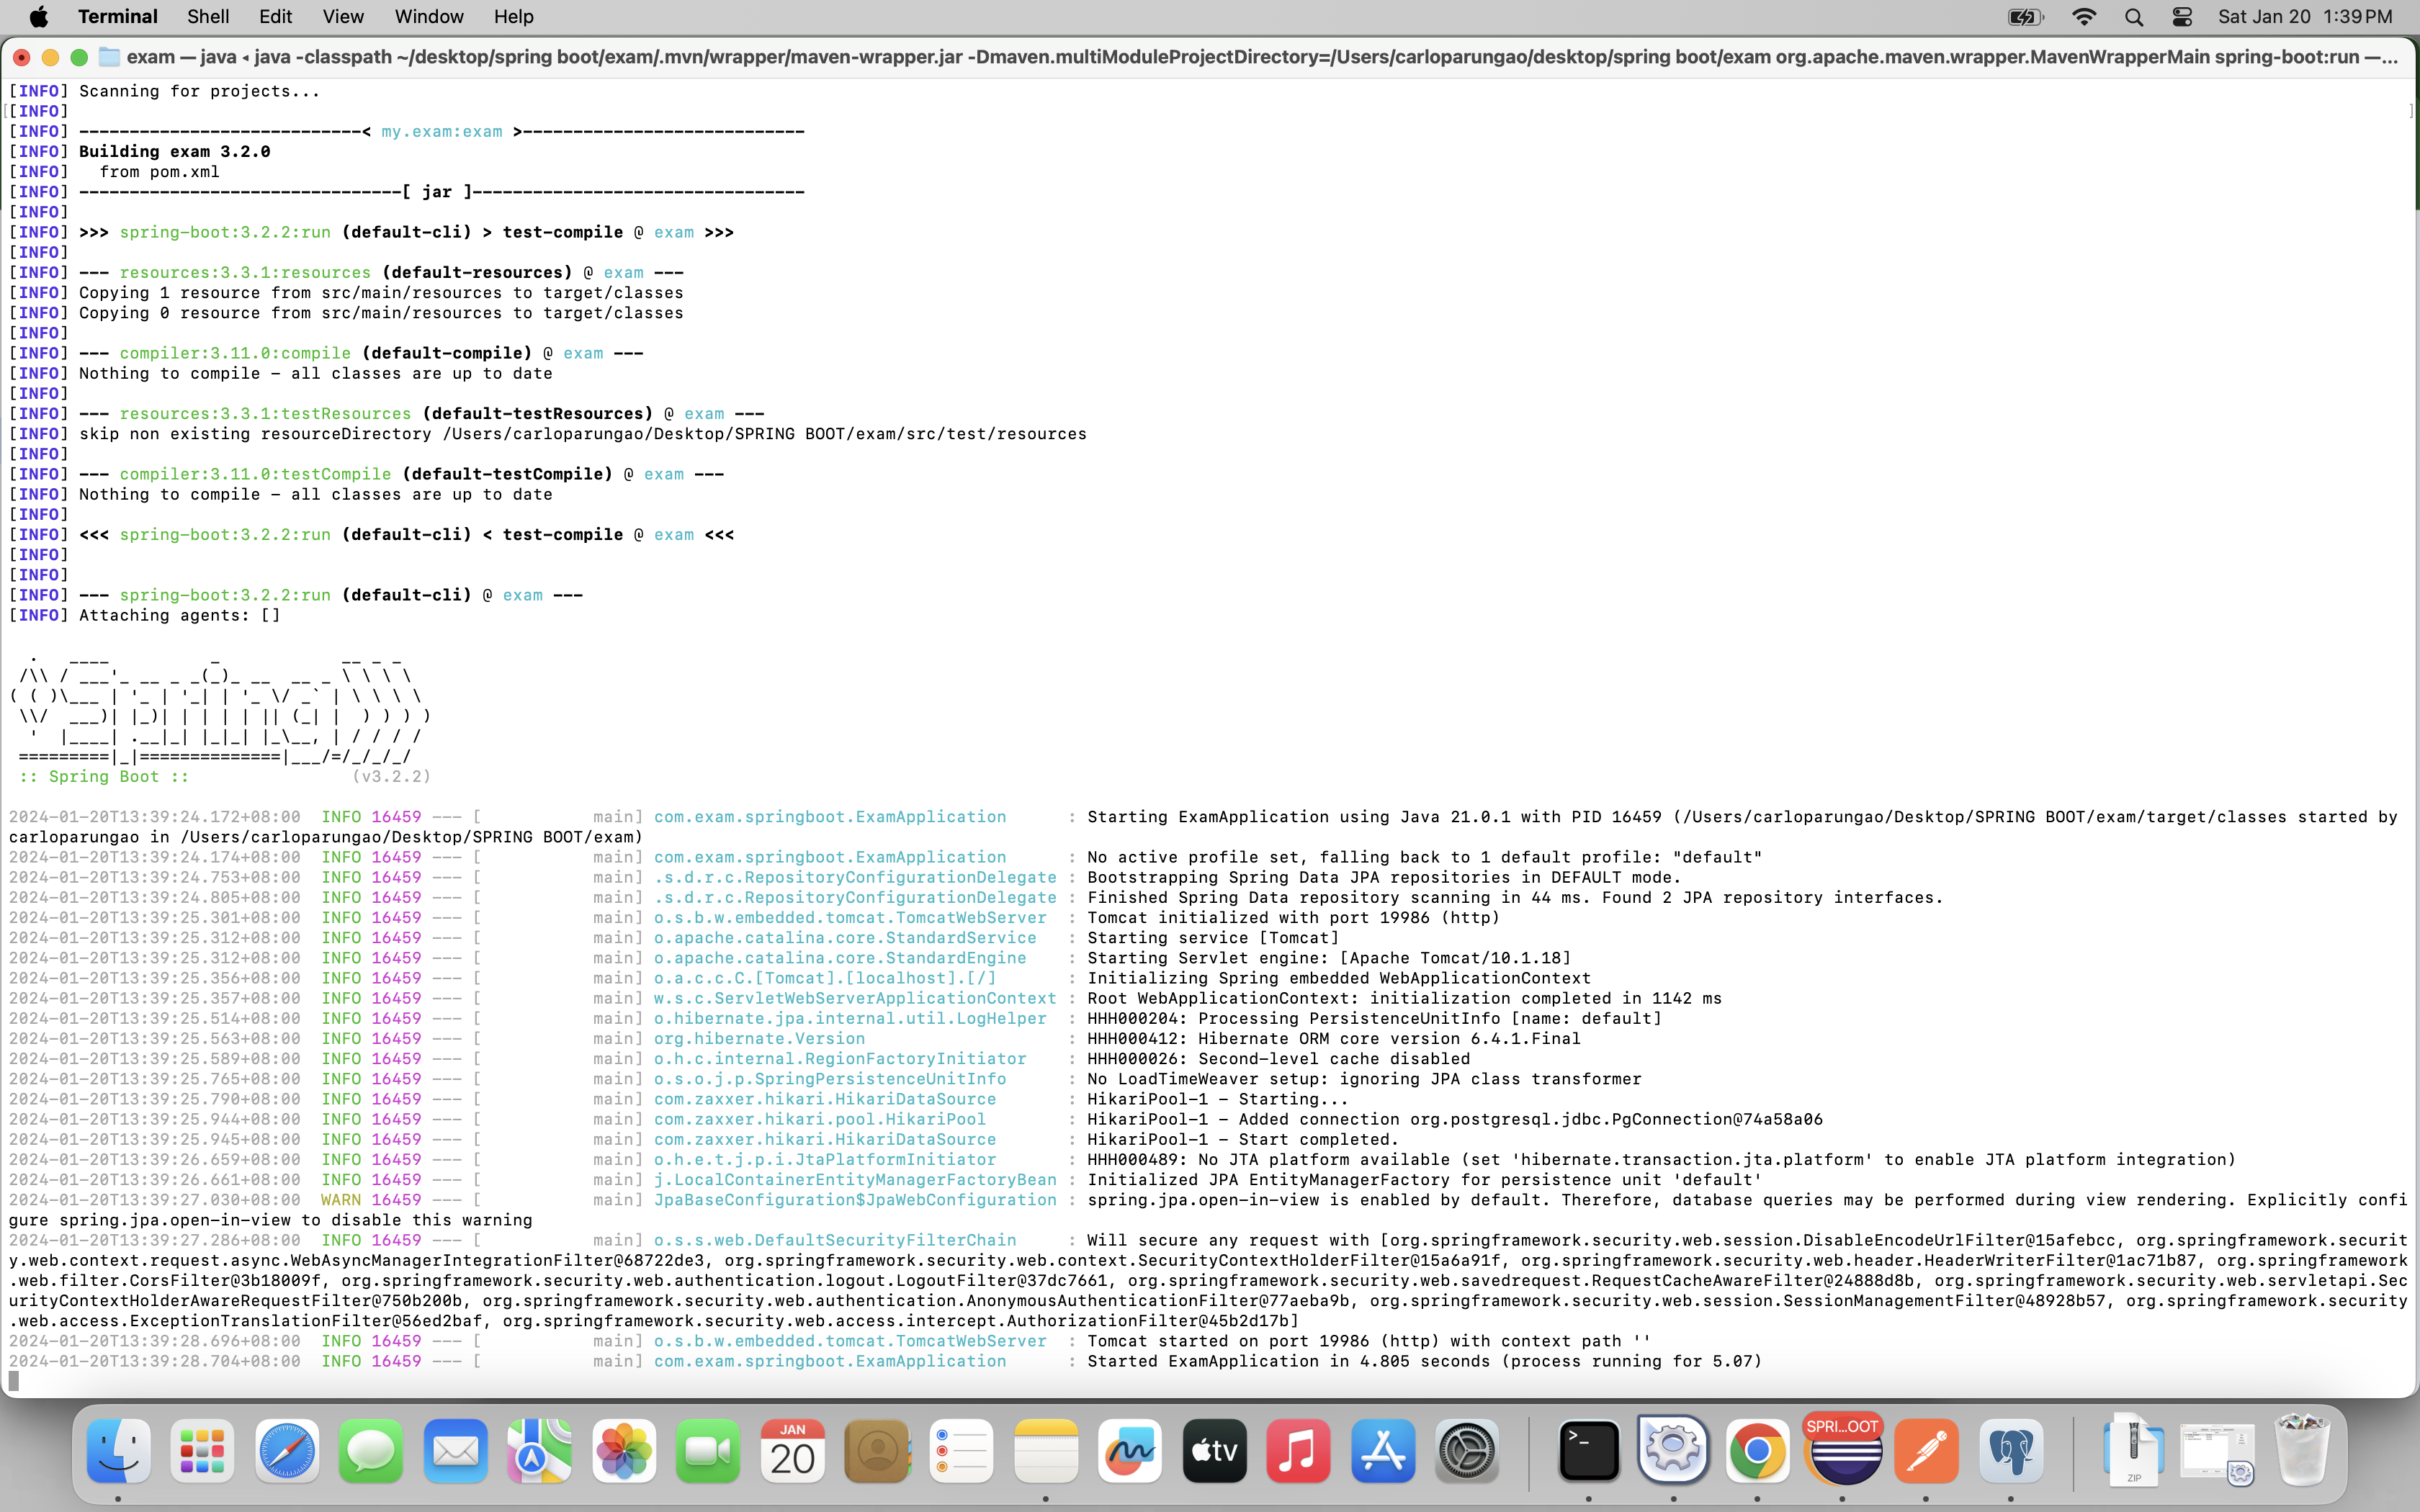 Terminal Shell Edit View Window Help Sat Jan 20 1:39 PM
exam — java ◂ java -classpath ~/desktop/spring boot/exam/.mvn/wrapper/maven-wrapper.jar -Dmaven.multiModuleProjectDirectory=/Users/carloparungao/desktop/spring boot/exam org.apache.maven.wrapper.MavenWrapperMain spring-boot:run —...
[INFO] Scanning for projects...
[[INFO] ]
[INFO] ----------------------------< my.exam:exam >----------------------------
[INFO] Building exam 3.2.0
[INFO]   from pom.xml
[INFO] --------------------------------[ jar ]---------------------------------
[INFO]
[INFO] >>> spring-boot:3.2.2:run (default-cli) > test-compile @ exam >>>
[INFO]
[INFO] --- resources:3.3.1:resources (default-resources) @ exam ---
[INFO] Copying 1 resource from src/main/resources to target/classes
[INFO] Copying 0 resource from src/main/resources to target/classes
[INFO]
[INFO] --- compiler:3.11.0:compile (default-compile) @ exam ---
[INFO] Nothing to compile - all classes are up to date
[INFO]
[INFO] --- resources:3.3.1:testResources (default-testResources) @ exam ---
[INFO] skip non existing resourceDirectory /Users/carloparungao/Desktop/SPRING BOOT/exam/src/test/resources
[INFO]
[INFO] --- compiler:3.11.0:testCompile (default-testCompile) @ exam ---
[INFO] Nothing to compile - all classes are up to date
[INFO]
[INFO] <<< spring-boot:3.2.2:run (default-cli) < test-compile @ exam <<<
[INFO]
[INFO]
[INFO] --- spring-boot:3.2.2:run (default-cli) @ exam ---
[INFO] Attaching agents: []
  .   ____          _            __ _ _
 /\\ / ___'_ __ _ _(_)_ __  __ _ \ \ \ \
( ( )\___ | '_ | '_| | '_ \/ _` | \ \ \ \
 \\/  ___)| |_)| | | | | || (_| |  ) ) ) )
  '  |____| .__|_| |_|_| |_\__, | / / / /
 =========|_|==============|___/=/_/_/_/
 :: Spring Boot ::                (v3.2.2)
2024-01-20T13:39:24.172+08:00  INFO 16459 --- [           main] com.exam.springboot.ExamApplication      : Starting ExamApplication using Java 21.0.1 with PID 16459 (/Users/carloparungao/Desktop/SPRING BOOT/exam/target/classes started by
carloparungao in /Users/carloparungao/Desktop/SPRING BOOT/exam)
2024-01-20T13:39:24.174+08:00  INFO 16459 --- [           main] com.exam.springboot.ExamApplication      : No active profile set, falling back to 1 default profile: "default"
2024-01-20T13:39:24.753+08:00  INFO 16459 --- [           main] .s.d.r.c.RepositoryConfigurationDelegate : Bootstrapping Spring Data JPA repositories in DEFAULT mode.
2024-01-20T13:39:24.805+08:00  INFO 16459 --- [           main] .s.d.r.c.RepositoryConfigurationDelegate : Finished Spring Data repository scanning in 44 ms. Found 2 JPA repository interfaces.
2024-01-20T13:39:25.301+08:00  INFO 16459 --- [           main] o.s.b.w.embedded.tomcat.TomcatWebServer  : Tomcat initialized with port 19986 (http)
2024-01-20T13:39:25.312+08:00  INFO 16459 --- [           main] o.apache.catalina.core.StandardService   : Starting service [Tomcat]
2024-01-20T13:39:25.312+08:00  INFO 16459 --- [           main] o.apache.catalina.core.StandardEngine    : Starting Servlet engine: [Apache Tomcat/10.1.18]
2024-01-20T13:39:25.356+08:00  INFO 16459 --- [           main] o.a.c.c.C.[Tomcat].[localhost].[/]       : Initializing Spring embedded WebApplicationContext
2024-01-20T13:39:25.357+08:00  INFO 16459 --- [           main] w.s.c.ServletWebServerApplicationContext : Root WebApplicationContext: initialization completed in 1142 ms
2024-01-20T13:39:25.514+08:00  INFO 16459 --- [           main] o.hibernate.jpa.internal.util.LogHelper  : HHH000204: Processing PersistenceUnitInfo [name: default]
2024-01-20T13:39:25.563+08:00  INFO 16459 --- [           main] org.hibernate.Version                    : HHH000412: Hibernate ORM core version 6.4.1.Final
2024-01-20T13:39:25.589+08:00  INFO 16459 --- [           main] o.h.c.internal.RegionFactoryInitiator    : HHH000026: Second-level cache disabled
2024-01-20T13:39:25.765+08:00  INFO 16459 --- [           main] o.s.o.j.p.SpringPersistenceUnitInfo      : No LoadTimeWeaver setup: ignoring JPA class transformer
2024-01-20T13:39:25.790+08:00  INFO 16459 --- [           main] com.zaxxer.hikari.HikariDataSource       : HikariPool-1 - Starting...
2024-01-20T13:39:25.944+08:00  INFO 16459 --- [           main] com.zaxxer.hikari.pool.HikariPool        : HikariPool-1 - Added connection org.postgresql.jdbc.PgConnection@74a58a06
2024-01-20T13:39:25.945+08:00  INFO 16459 --- [           main] com.zaxxer.hikari.HikariDataSource       : HikariPool-1 - Start completed.
2024-01-20T13:39:26.659+08:00  INFO 16459 --- [           main] o.h.e.t.j.p.i.JtaPlatformInitiator       : HHH000489: No JTA platform available (set 'hibernate.transaction.jta.platform' to enable JTA platform integration)
2024-01-20T13:39:26.661+08:00  INFO 16459 --- [           main] j.LocalContainerEntityManagerFactoryBean : Initialized JPA EntityManagerFactory for persistence unit 'default'
2024-01-20T13:39:27.030+08:00  WARN 16459 --- [           main] JpaBaseConfiguration$JpaWebConfiguration : spring.jpa.open-in-view is enabled by default. Therefore, database queries may be performed during view rendering. Explicitly confi
gure spring.jpa.open-in-view to disable this warning
2024-01-20T13:39:27.286+08:00  INFO 16459 --- [           main] o.s.s.web.DefaultSecurityFilterChain     : Will secure any request with [org.springframework.security.web.session.DisableEncodeUrlFilter@15afebcc, org.springframework.securit
y.web.context.request.async.WebAsyncManagerIntegrationFilter@68722de3, org.springframework.security.web.context.SecurityContextHolderFilter@15a6a91f, org.springframework.security.web.header.HeaderWriterFilter@1ac71b87, org.springframework
.web.filter.CorsFilter@3b18009f, org.springframework.security.web.authentication.logout.LogoutFilter@37dc7661, org.springframework.security.web.savedrequest.RequestCacheAwareFilter@24888d8b, org.springframework.security.web.servletapi.Sec
urityContextHolderAwareRequestFilter@750b200b, org.springframework.security.web.authentication.AnonymousAuthenticationFilter@77aeba9b, org.springframework.security.web.session.SessionManagementFilter@48928b57, org.springframework.security
.web.access.ExceptionTranslationFilter@56ed2baf, org.springframework.security.web.access.intercept.AuthorizationFilter@45b2d17b]
2024-01-20T13:39:28.696+08:00  INFO 16459 --- [           main] o.s.b.w.embedded.tomcat.TomcatWebServer  : Tomcat started on port 19986 (http) with context path ''
2024-01-20T13:39:28.704+08:00  INFO 16459 --- [           main] com.exam.springboot.ExamApplication      : Started ExamApplication in 4.805 seconds (process running for 5.07)
JAN
20
tv
>_
SPRI...OOT
ZIP